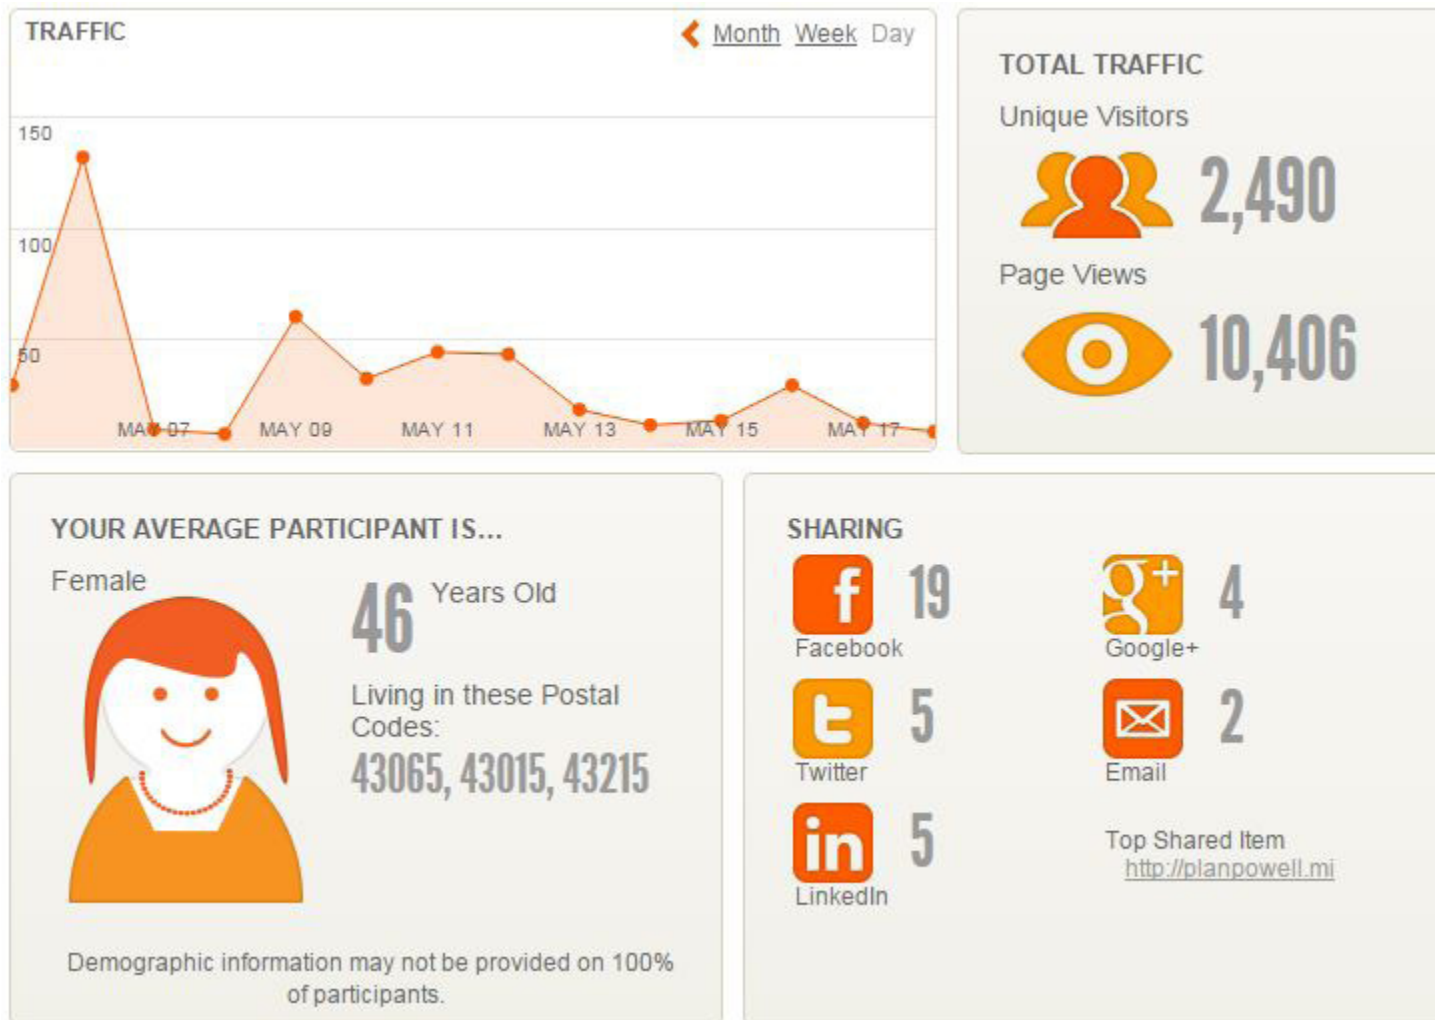 TRAFFIC
Month Week Day
150
100
50
MAY 07 MAY 09 MAY 11 MAY 13 MAY 15 MAY 17
TOTAL TRAFFIC
Unique Visitors
2,490
Page Views
10,406
YOUR AVERAGE PARTICIPANT IS...
Female
46 Years Old
Living in these Postal
Codes:
43065, 43015, 43215
Demographic information may not be provided on 100%
of participants.
SHARING
f 19
Facebook
g+ 4
Google+
t 5
Twitter
2
Email
in 5
LinkedIn
Top Shared Item
http://planpowell.mi